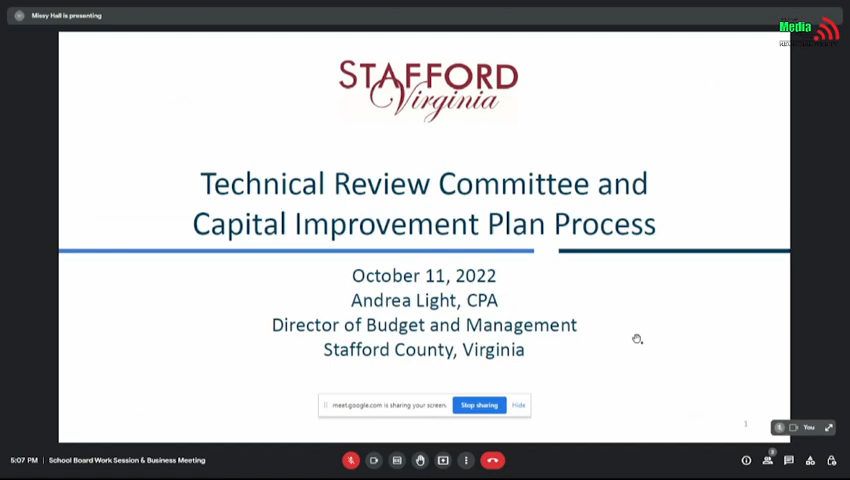 Missy Hall is presenting
Media
STAFFORD
Virginia
Technical Review Committee and
Capital Improvement Plan Process
October 11, 2022
Andrea Light, CPA
Director of Budget and Management
Stafford County, Virginia
meet.google.com is sharing your screen.
Stop sharing
Hide
1
You
5:07 PM
School Board Work Session & Business Meeting